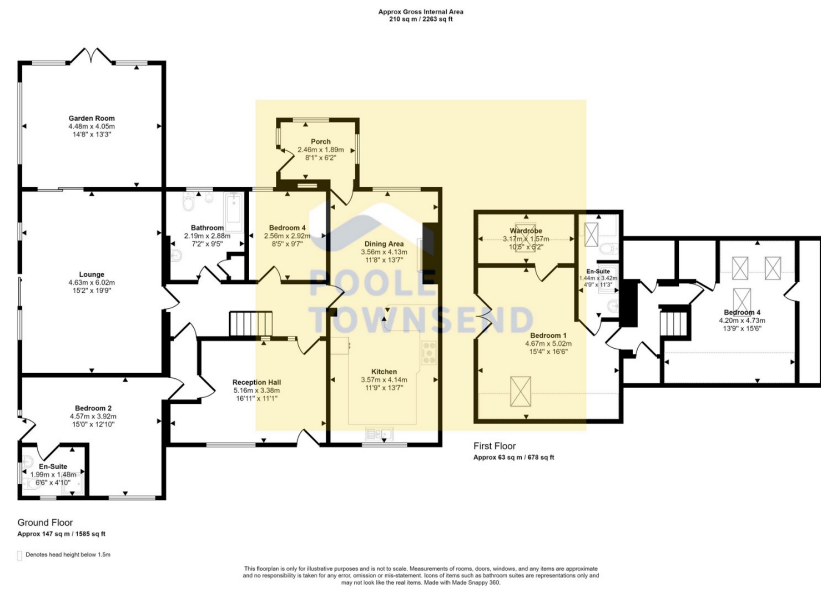 Approx Gross Internal Area
210 sq m / 2263 sq ft
Garden Room
4.48m x 4.05m
14'8" x 13'3"
Porch
2.46m x 1.89m
8'1" x 6'2"
Bathroom
2.19m x 2.88m
7'2" x 9'5"
Bedroom 4
2.56m x 2.92m
8'5" x 9'7"
Dining Area
3.56m x 4.13m
11'8" x 13'7"
Lounge
4.63m x 6.02m
15'2" x 19'9"
POOLE
TOWNSEND
Kitchen
3.57m x 4.14m
11'9" x 13'7"
Reception Hall
5.16m x 3.38m
16'11" x 11'1"
Bedroom 2
4.57m x 3.92m
15'0" x 12'10"
En-Suite
1.99m x 1.48m
6'6" x 4'10"
Wardrobe
3.17m x 1.57m
10'5" x 5'2"
En-Suite
1.44m x 3.42m
4'9" x 11'3"
Bedroom 1
4.67m x 5.02m
15'4" x 16'6"
Bedroom 4
4.20m x 4.73m
13'9" x 15'6"
First Floor
Approx 63 sq m / 678 sq ft
Ground Floor
Approx 147 sq m / 1585 sq ft
Denotes head height below 1.5m
This floorplan is only for illustrative purposes and is not to scale. Measurements of rooms, doors, windows, and any items are approximate
and no responsibility is taken for any error, omission or mis-statement. Icons of items such as bathroom suites are representations only and
may not look like the real items. Made with Made Snappy 360.